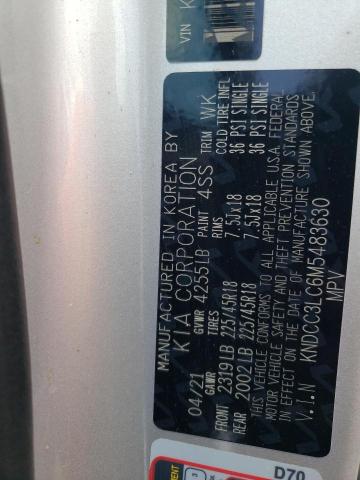 VIN K
MANUFACTURED IN KOREA BY
KIA CORPORATION
04/21 GVWR 4255LB PAINT 4SS TRIM WK
GAWR TIRES RIMS COLD TIRE INFL
FRONT 2319LB 225/45R18 7.5Jx18 36 PSI SINGLE
REAR 2002LB 225/45R18 7.5Jx18 36 PSI SINGLE
THIS VEHICLE CONFORMS TO ALL APPLICABLE U.S.A. FEDERAL
MOTOR VEHICLE SAFETY AND THEFT PREVENTION STANDARDS
IN EFFECT ON THE DATE OF MANUFACTURE SHOWN ABOVE.
V.I.N KNDCC3LC6M5483630
MPV
D70